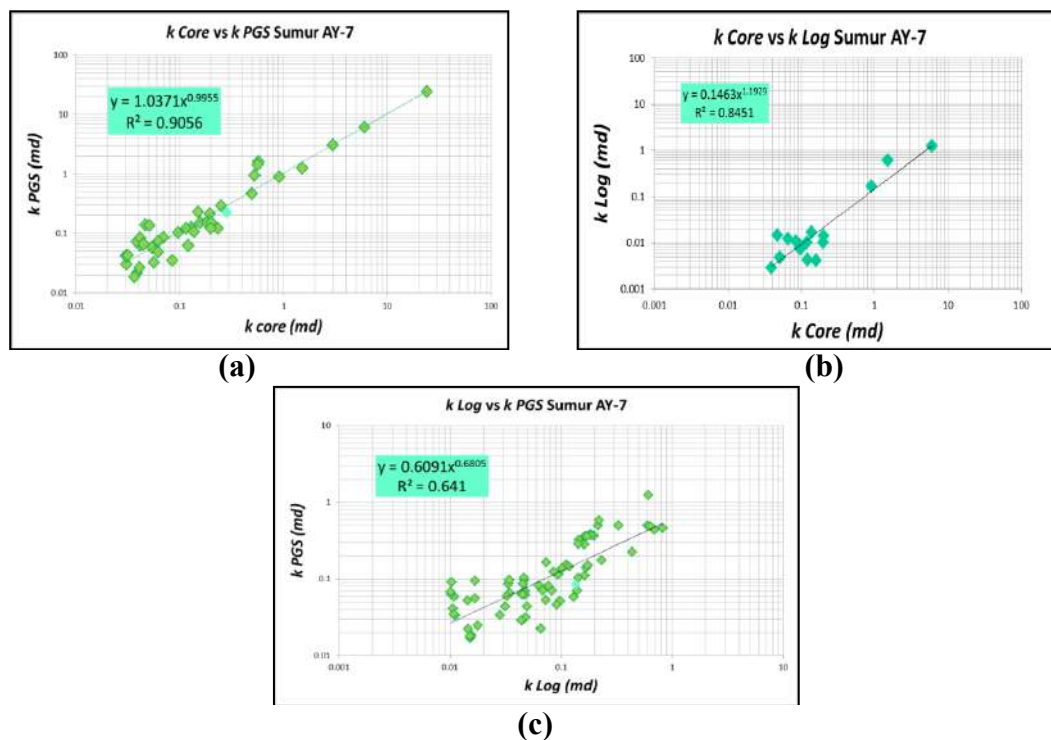 k Core vs k PGS Sumur AY-7
100
10
1
0.1
0.01
k PGS (md)
y = 1.0371x^0.9955
R² = 0.9056
0.01 0.1 1 10 100
k core (md)
(a)
k Core vs k Log Sumur AY-7
100
10
1
0.1
0.01
0.001
k Log (md)
y = 0.1463x^1.1929
R² = 0.8451
0.001 0.01 0.1 1 10 100
k Core (md)
(b)
k Log vs k PGS Sumur AY-7
10
1
0.1
0.01
k PGS (md)
y = 0.6091x^0.6805
R² = 0.641
0.001 0.01 0.1 1 10
k Log (md)
(c)